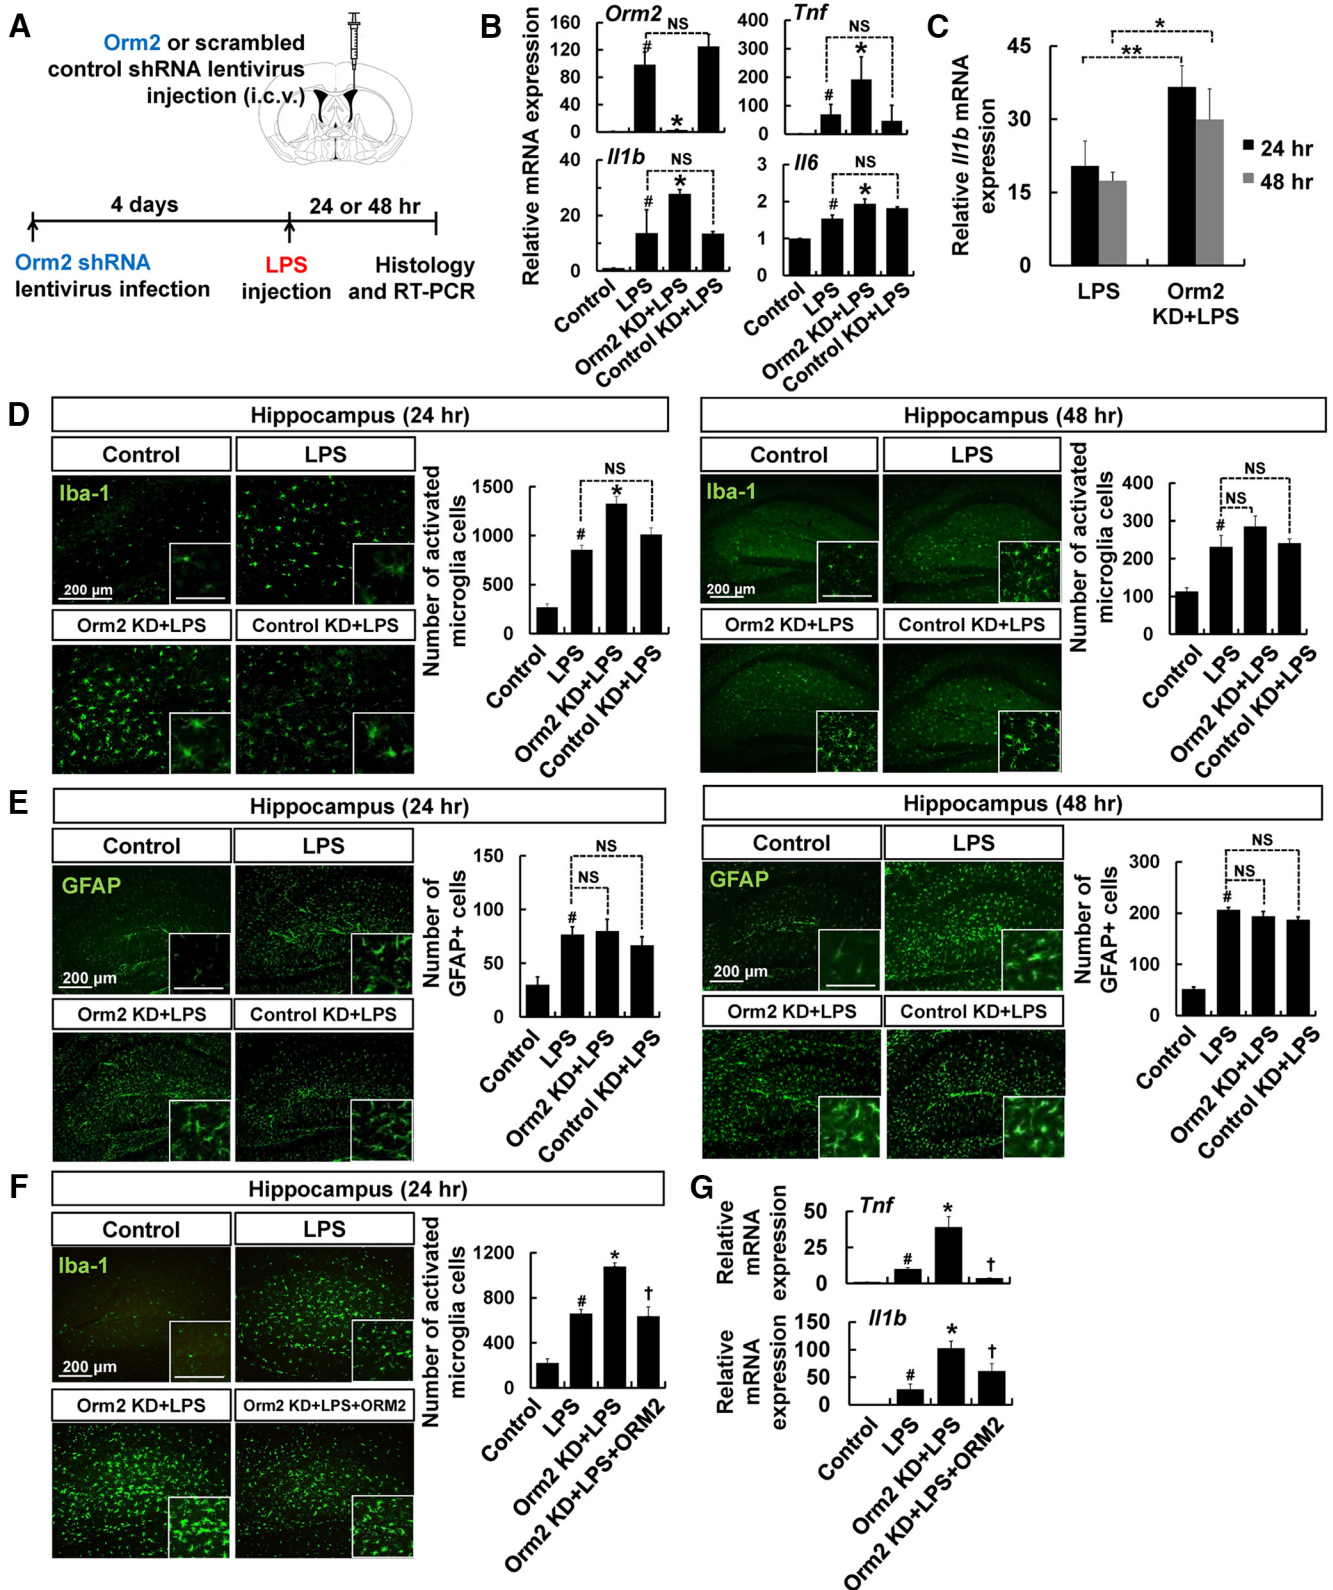 A
Orm2 or scrambled
control shRNA lentivirus
injection (i.c.v.)
4 days
24 or 48 hr
Orm2 shRNA
lentivirus infection
LPS
injection
Histology
and RT-PCR
B
Relative mRNA expression
Orm2
160
120
80
40
0
#
*
NS
Tnf
400
300
200
100
0
#
*
NS
Il1b
40
20
0
#
*
NS
Control
LPS
Orm2 KD+LPS
Control KD+LPS
Il6
3
2
1
0
#
*
NS
Control
LPS
Orm2 KD+LPS
Control KD+LPS
C
Relative Il1b mRNA
expression
45
30
15
0
**
*
24 hr
48 hr
LPS
Orm2
KD+LPS
D
Hippocampus (24 hr)
Control
LPS
Iba-1
200 µm
Orm2 KD+LPS
Control KD+LPS
Number of activated
microglia cells
1500
1000
500
0
#
*
NS
Control
LPS
Orm2 KD+LPS
Control KD+LPS
Hippocampus (48 hr)
Control
LPS
Iba-1
200 µm
Orm2 KD+LPS
Control KD+LPS
Number of activated
microglia cells
400
300
200
100
0
#
NS
NS
Control
LPS
Orm2 KD+LPS
Control KD+LPS
E
Hippocampus (24 hr)
Control
LPS
GFAP
200 µm
Orm2 KD+LPS
Control KD+LPS
Number of
GFAP+ cells
150
100
50
0
#
NS
NS
Control
LPS
Orm2 KD+LPS
Control KD+LPS
Hippocampus (48 hr)
Control
LPS
GFAP
200 µm
Orm2 KD+LPS
Control KD+LPS
Number of
GFAP+ cells
300
200
100
0
#
NS
NS
Control
LPS
Orm2 KD+LPS
Control KD+LPS
F
Hippocampus (24 hr)
Control
LPS
Iba-1
200 µm
Orm2 KD+LPS
Orm2 KD+LPS+ORM2
Number of activated
microglia cells
1200
800
400
0
#
*
†
Control
LPS
Orm2 KD+LPS
Orm2 KD+LPS+ORM2
G
Relative
mRNA
expression
Tnf
50
25
0
#
*
†
Relative
mRNA
expression
Il1b
150
100
50
0
#
*
†
Control
LPS
Orm2 KD+LPS
Orm2 KD+LPS+ORM2